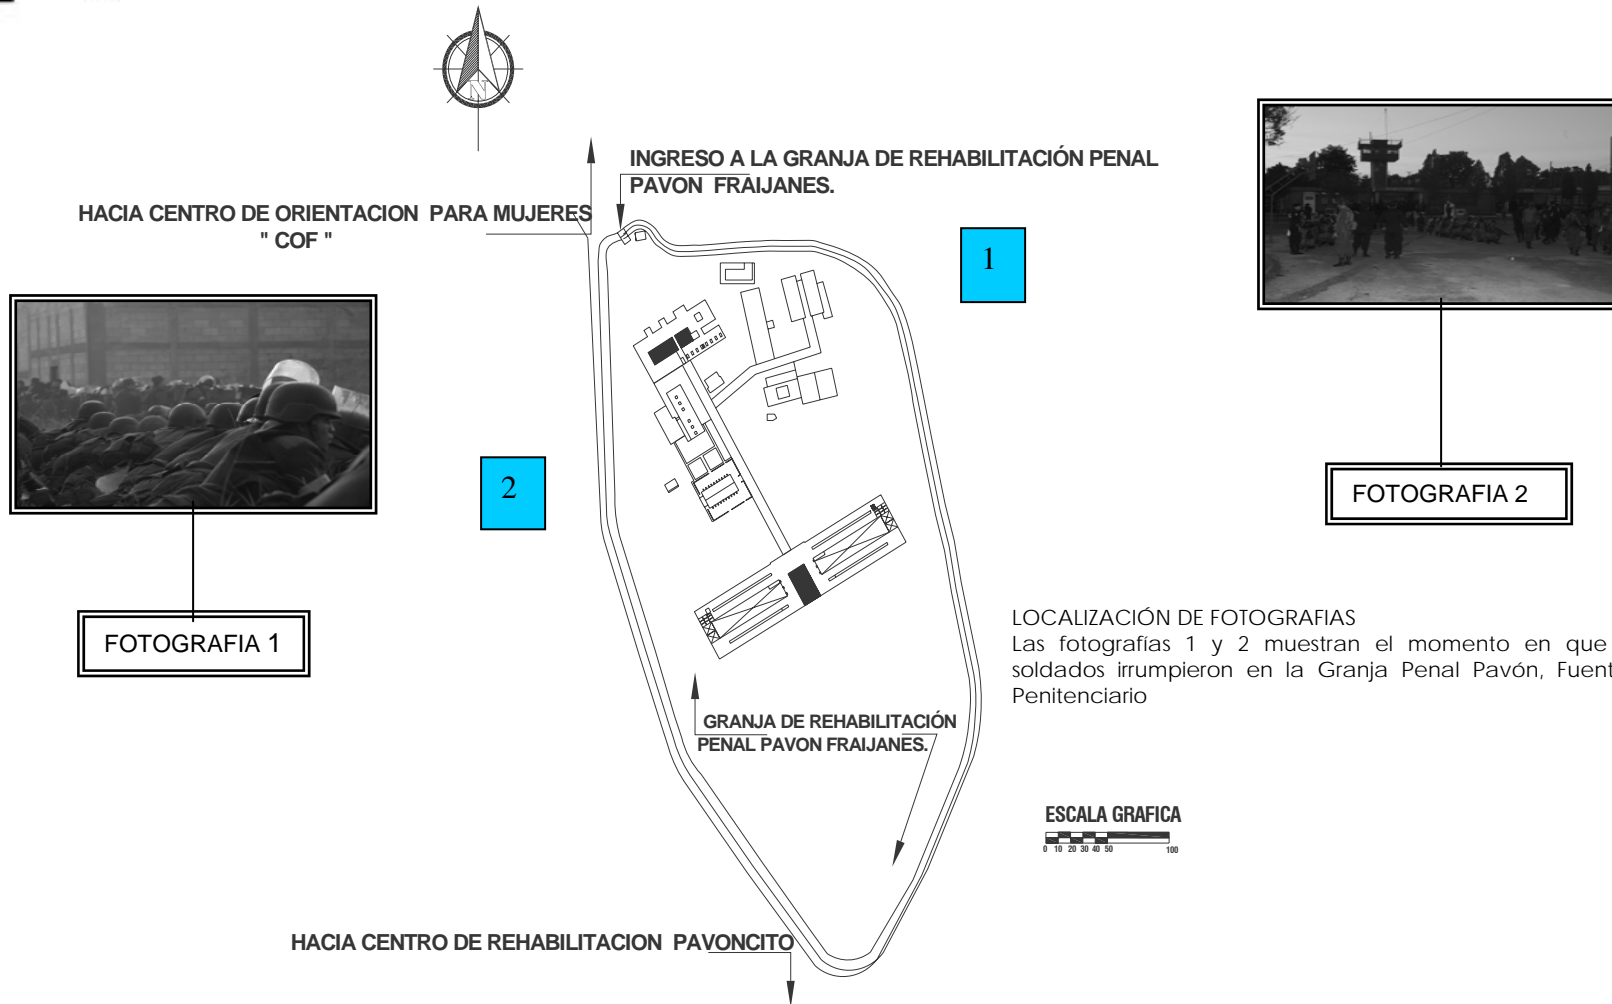 N
INGRESO A LA GRANJA DE REHABILITACIÓN PENAL
PAVON FRAIJANES.
HACIA CENTRO DE ORIENTACION PARA MUJERES
" COF "
1
2
FOTOGRAFIA 2
FOTOGRAFIA 1
LOCALIZACIÓN DE FOTOGRAFIAS
Las fotografías 1 y 2 muestran el momento en que
soldados irrumpieron en la Granja Penal Pavón, Fuent
Penitenciario
GRANJA DE REHABILITACIÓN
PENAL PAVON FRAIJANES.
ESCALA GRAFICA
0 10 20 30 40 50 100
HACIA CENTRO DE REHABILITACION PAVONCITO